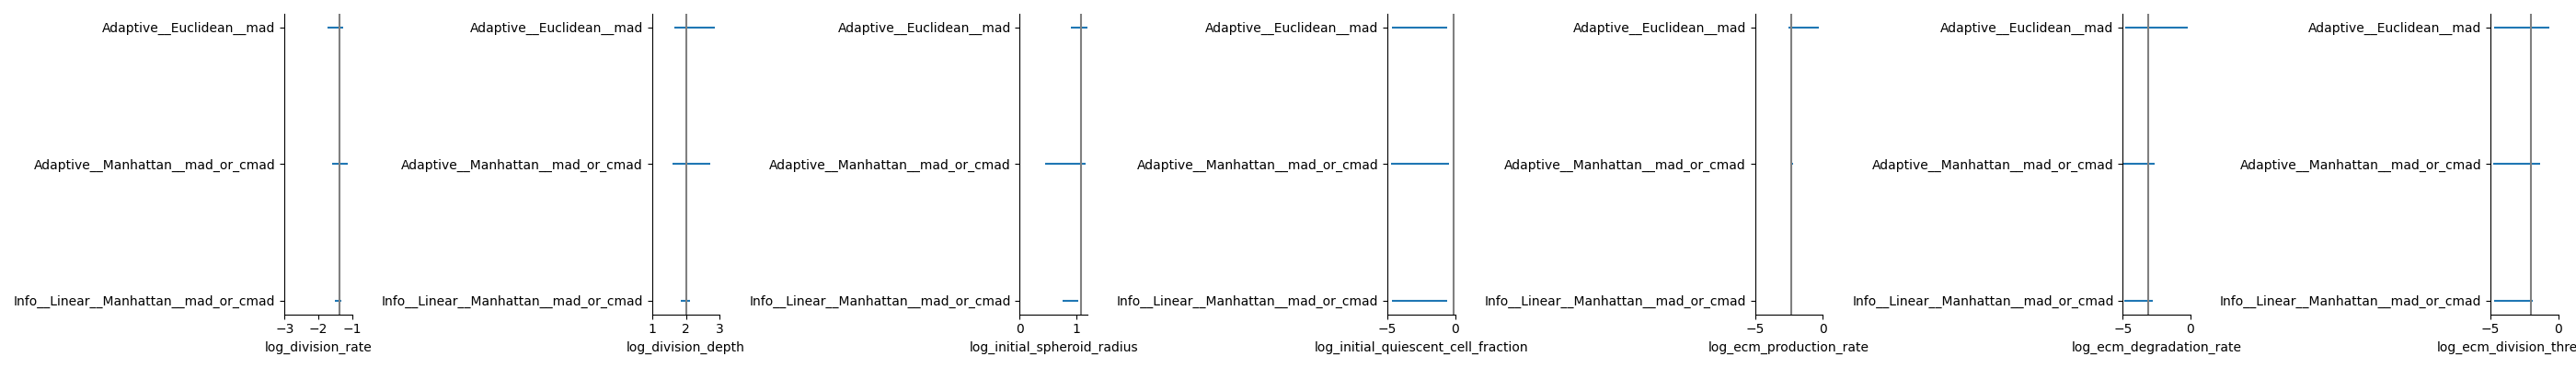 Adaptive__Euclidean__mad Adaptive__Euclidean__mad Adaptive__Euclidean__mad Adaptive__Euclidean__mad Adaptive__Euclidean__mad Adaptive__Euclidean__mad Adaptive__Euclidean__mad
Adaptive__Manhattan__mad_or_cmad Adaptive__Manhattan__mad_or_cmad Adaptive__Manhattan__mad_or_cmad Adaptive__Manhattan__mad_or_cmad Adaptive__Manhattan__mad_or_cmad Adaptive__Manhattan__mad_or_cmad Adaptive__Manhattan__mad_or_cmad
Info__Linear__Manhattan__mad_or_cmad Info__Linear__Manhattan__mad_or_cmad Info__Linear__Manhattan__mad_or_cmad Info__Linear__Manhattan__mad_or_cmad Info__Linear__Manhattan__mad_or_cmad Info__Linear__Manhattan__mad_or_cmad Info__Linear__Manhattan__mad_or_cmad
−3 −2 −1 1 2 3 0 1 −5 0 −5 0 −5 0 −5 0
log_division_rate log_division_depth log_initial_spheroid_radius log_initial_quiescent_cell_fraction log_ecm_production_rate log_ecm_degradation_rate log_ecm_division_thre